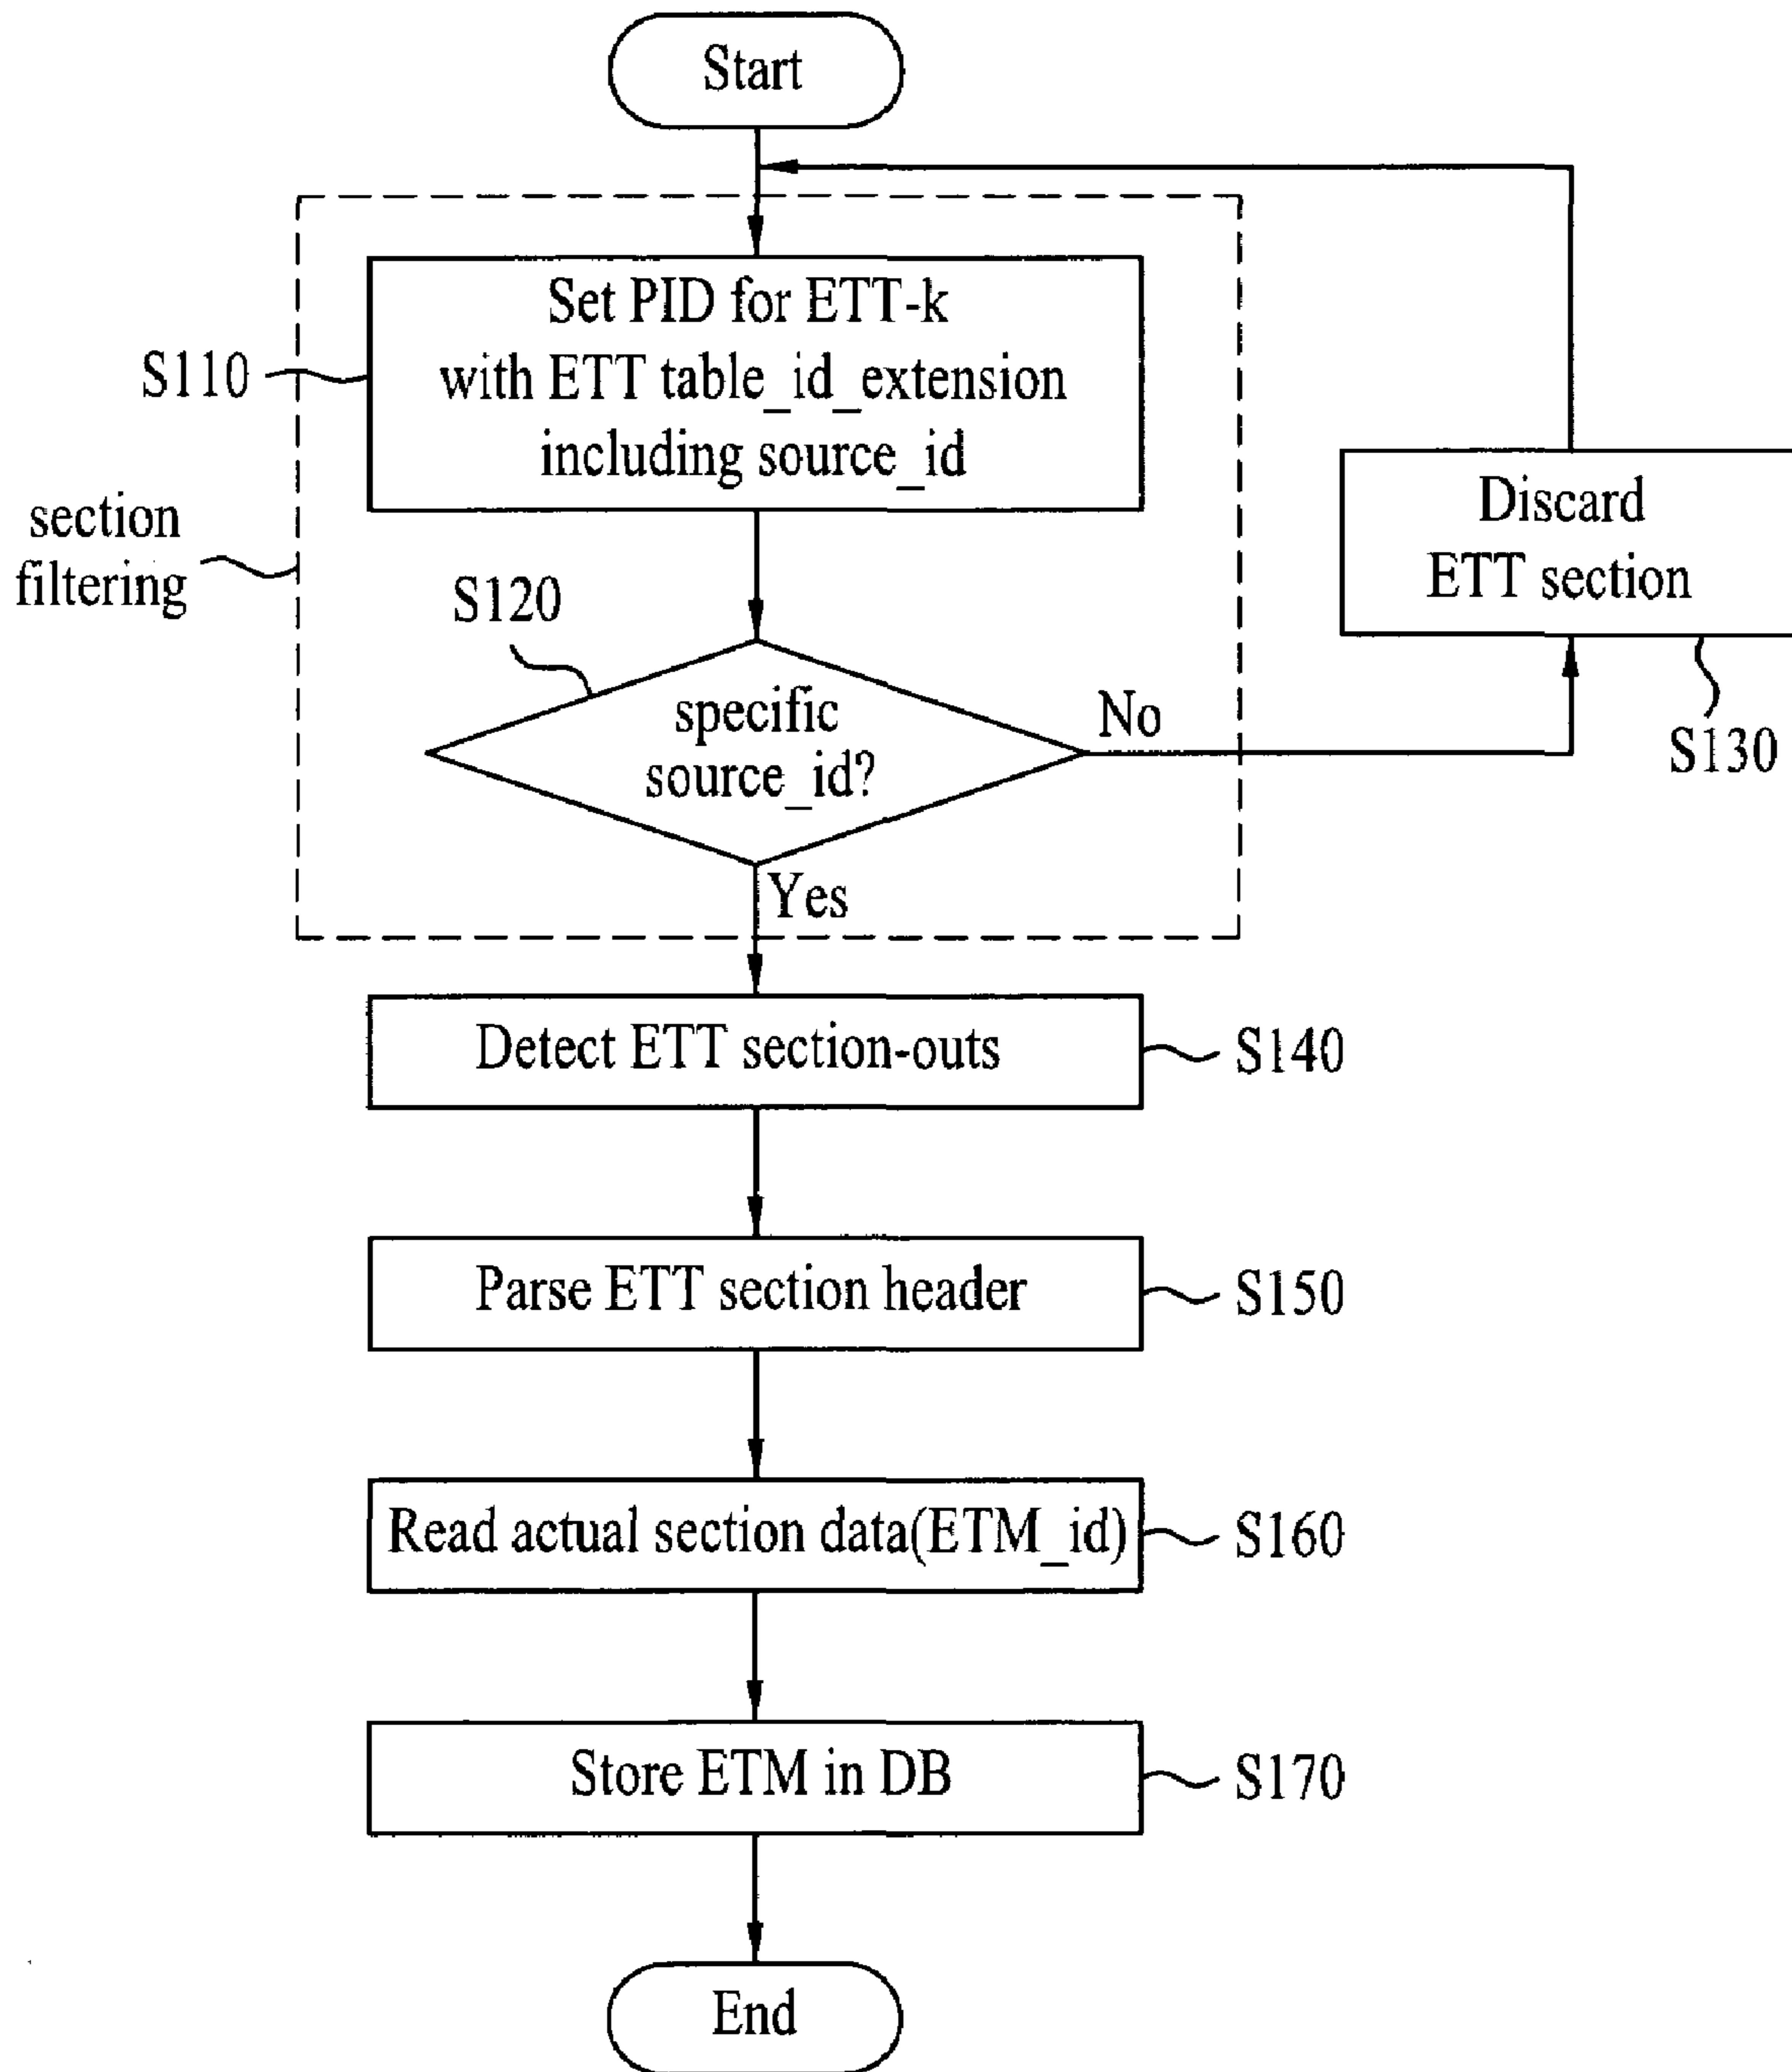 Start
Set PID for ETT-k
with ETT table_id_extension
including source_id
S110
section
filtering
Discard
ETT section
S130
S120
specific
source_id?
No
Yes
Detect ETT section-outs
S140
Parse ETT section header
S150
Read actual section data(ETM_id)
S160
Store ETM in DB
S170
End